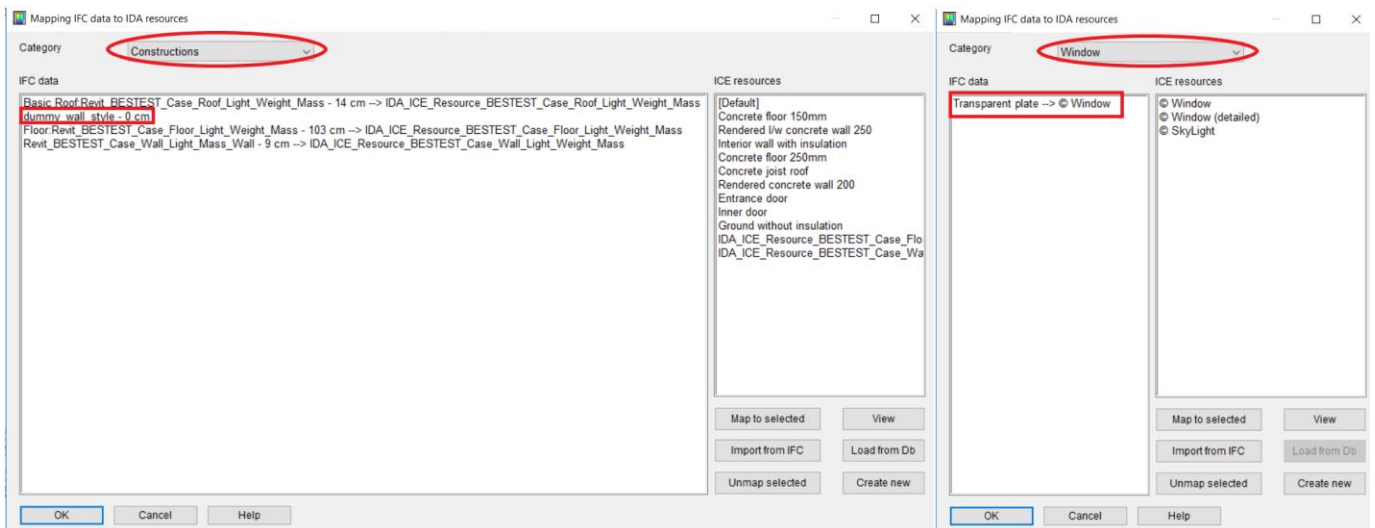 Mapping IFC data to IDA resources
Category
Constructions
IFC data
Basic Roof:Revit_BESTEST_Case_Roof_Light_Weight_Mass - 14 cm --> IDA_ICE_Resource_BESTEST_Case_Roof_Light_Weight_Mass
dummy_wall_style - 0 cm
Floor:Revit_BESTEST_Case_Floor_Light_Weight_Mass - 103 cm --> IDA_ICE_Resource_BESTEST_Case_Floor_Light_Weight_Mass
Revit_BESTEST_Case_Wall_Light_Mass_Wall - 9 cm --> IDA_ICE_Resource_BESTEST_Case_Wall_Light_Weight_Mass
ICE resources
[Default]
Concrete floor 150mm
Rendered l/w concrete wall 250
Interior wall with insulation
Concrete floor 250mm
Concrete joist roof
Rendered concrete wall 200
Entrance door
Inner door
Ground without insulation
IDA_ICE_Resource_BESTEST_Case_Flo
IDA_ICE_Resource_BESTEST_Case_Wa
Map to selected View
Import from IFC Load from Db
Unmap selected Create new
OK Cancel Help
Mapping IFC data to IDA resources
Category
Window
IFC data
Transparent plate --> © Window
ICE resources
© Window
© Window (detailed)
© SkyLight
Map to selected View
Import from IFC Load from Db
Unmap selected Create new
OK Cancel Help